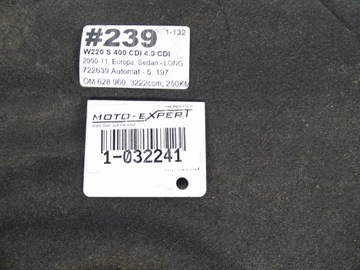 #239 1-132
W220 S 400 CDI 4.0 CDI
2000-11, Europa, Sedan - LONG
722639 Automat - 5. 197
OM 628.960, 3222ccm, 250KM
MOTO-EXPERT
1-032241